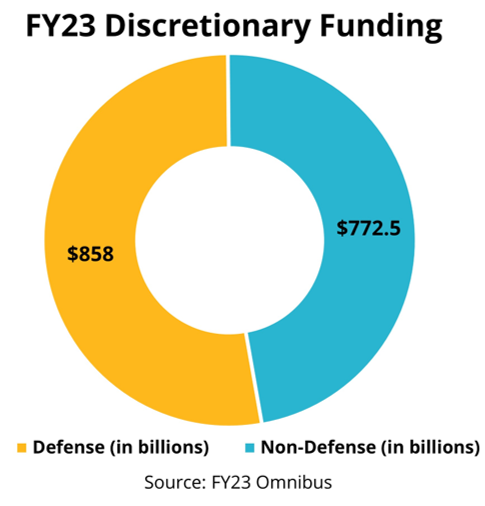 FY23 Discretionary Funding
$772.5
$858
Defense (in billions) Non-Defense (in billions)
Source: FY23 Omnibus